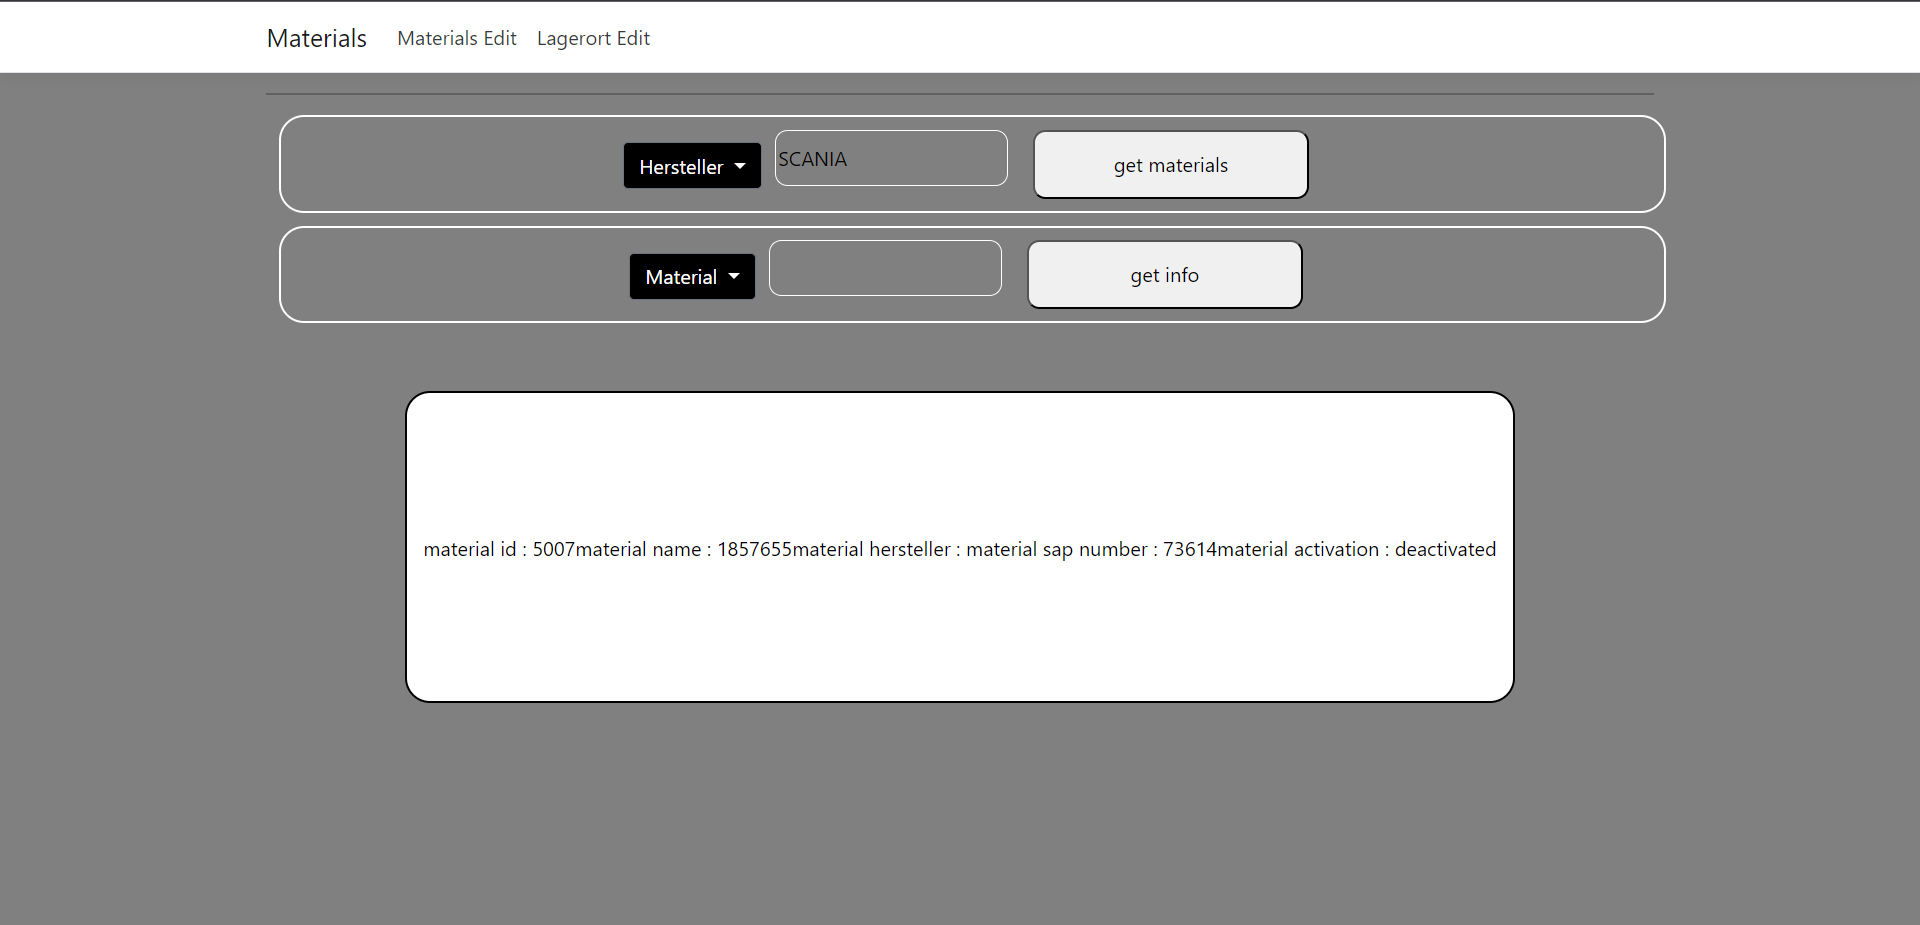 Materials Materials Edit Lagerort Edit
Hersteller SCANIA get materials
Material get info
material id : 5007material name : 1857655material hersteller : material sap number : 73614material activation : deactivated